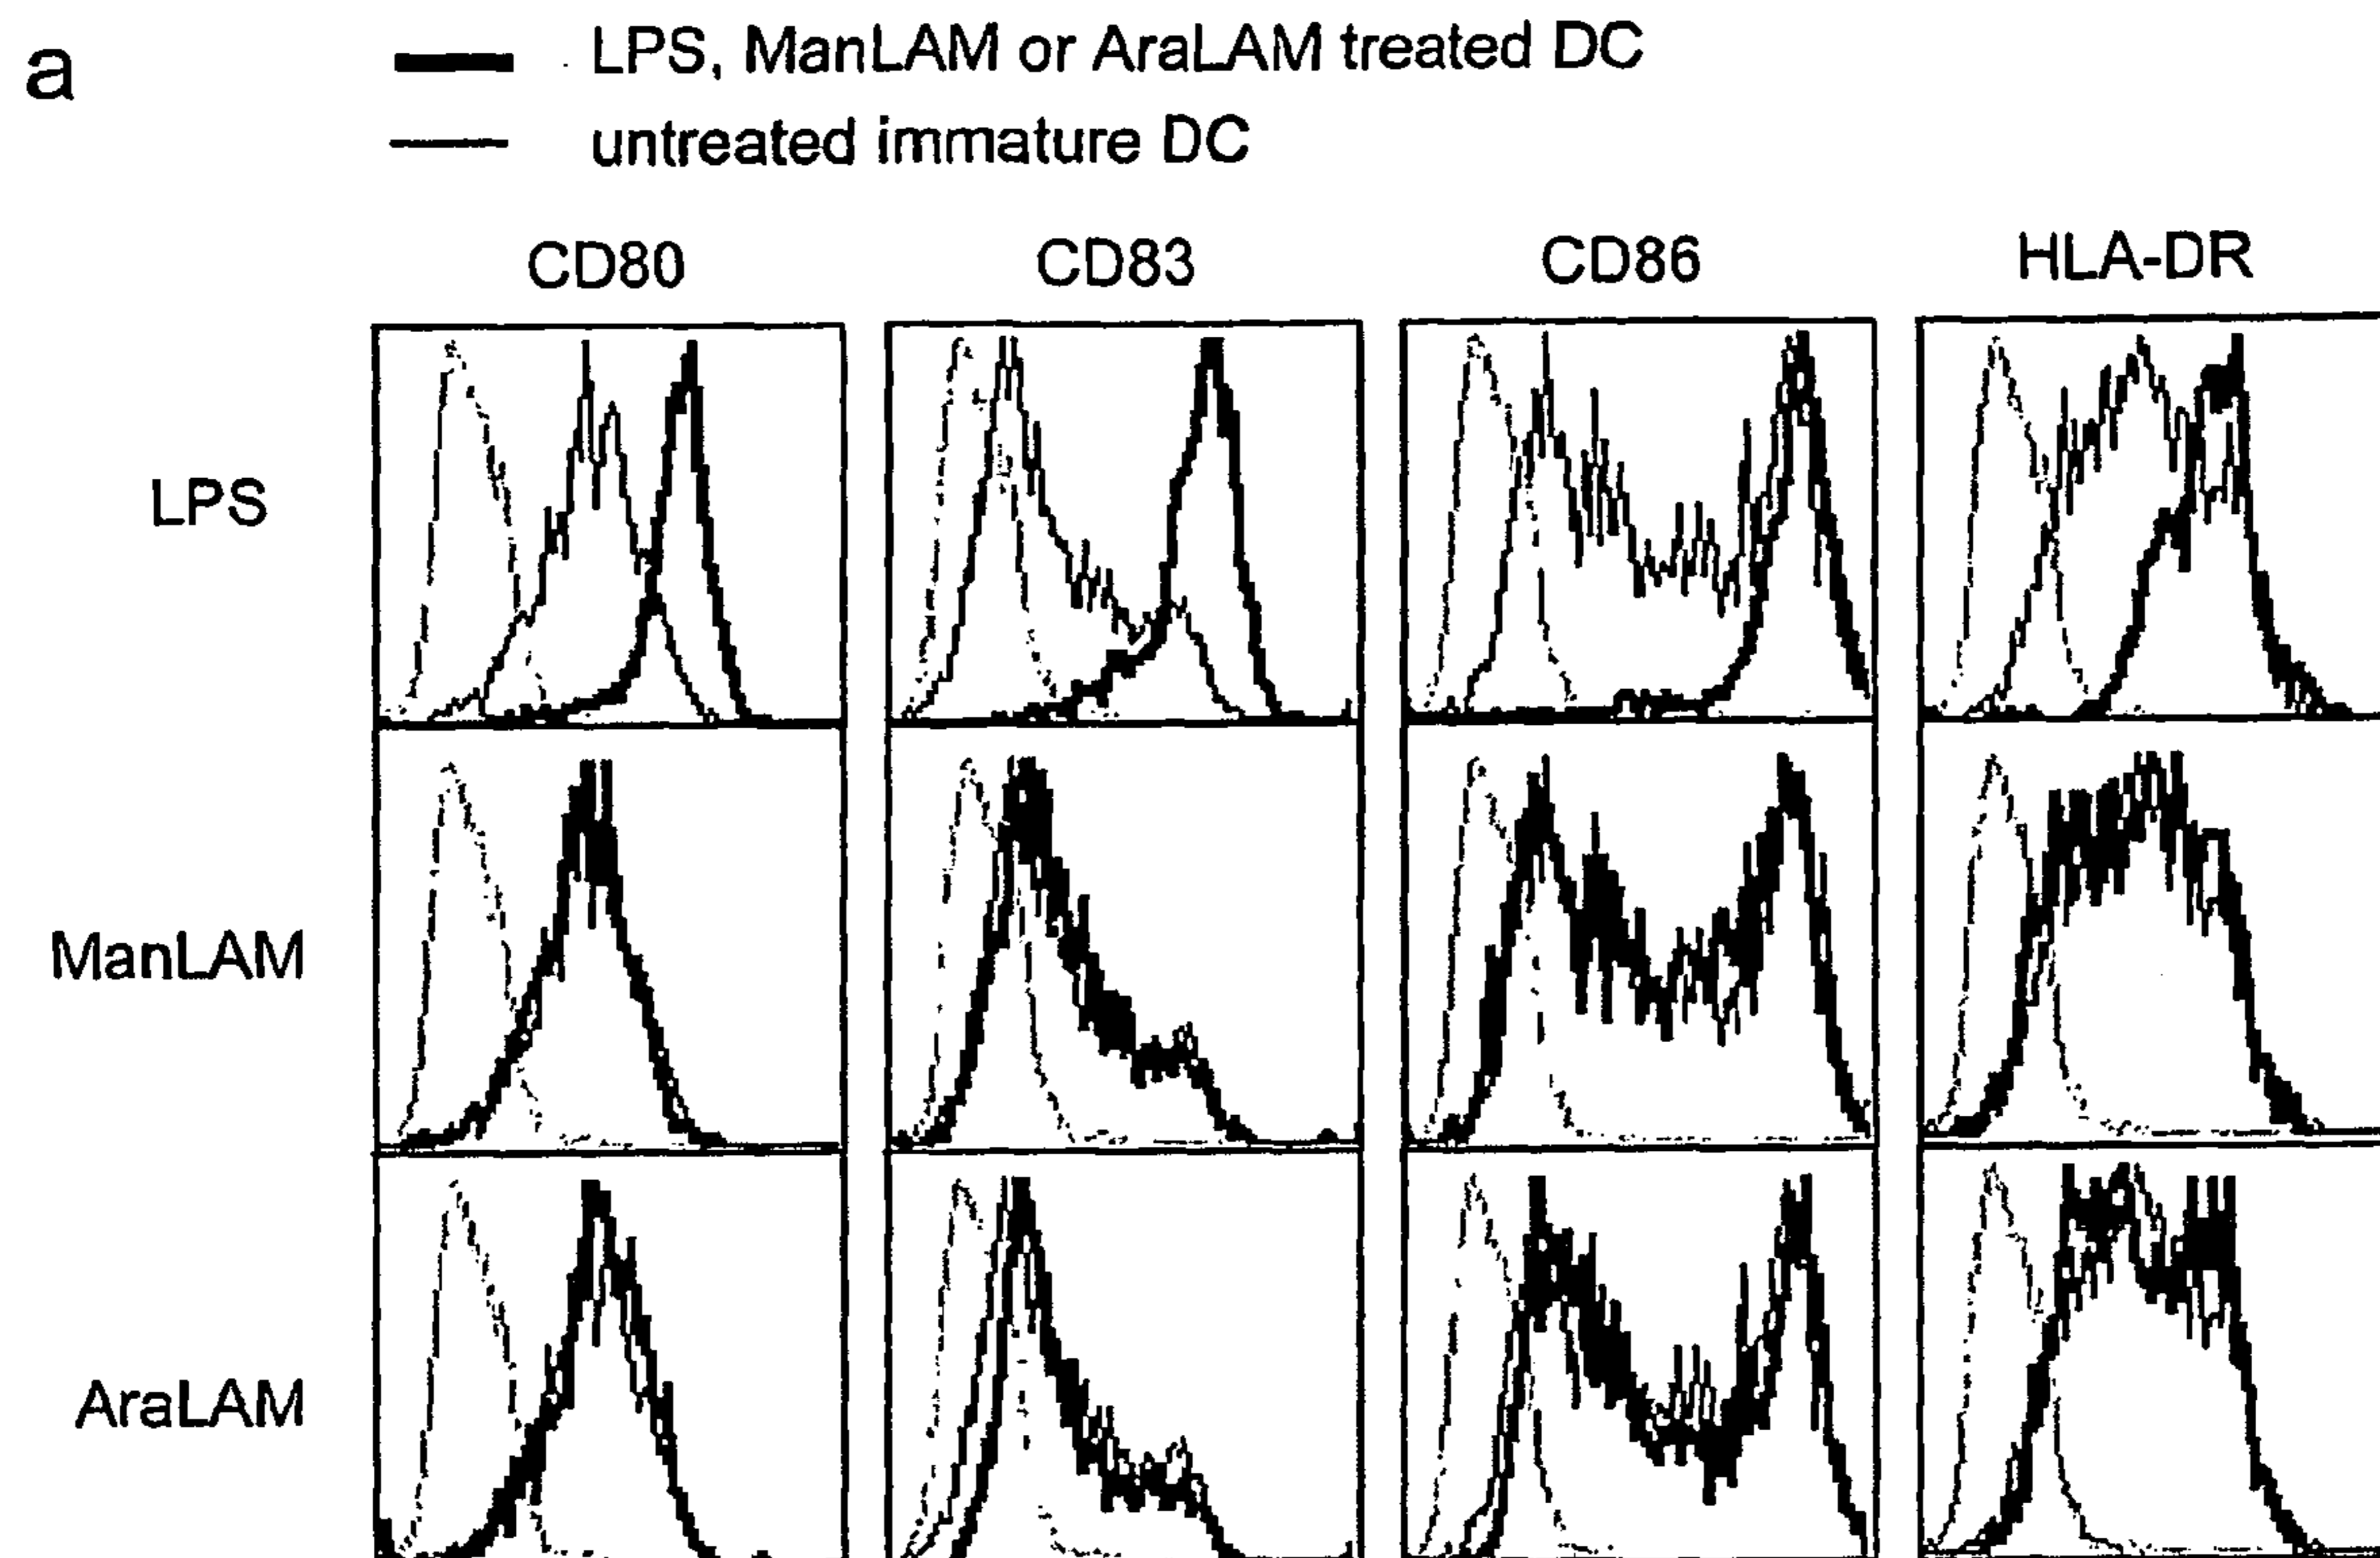 a
LPS, ManLAM or AraLAM treated DC
untreated immature DC
CD80 CD83 CD86 HLA-DR
LPS
ManLAM
AraLAM